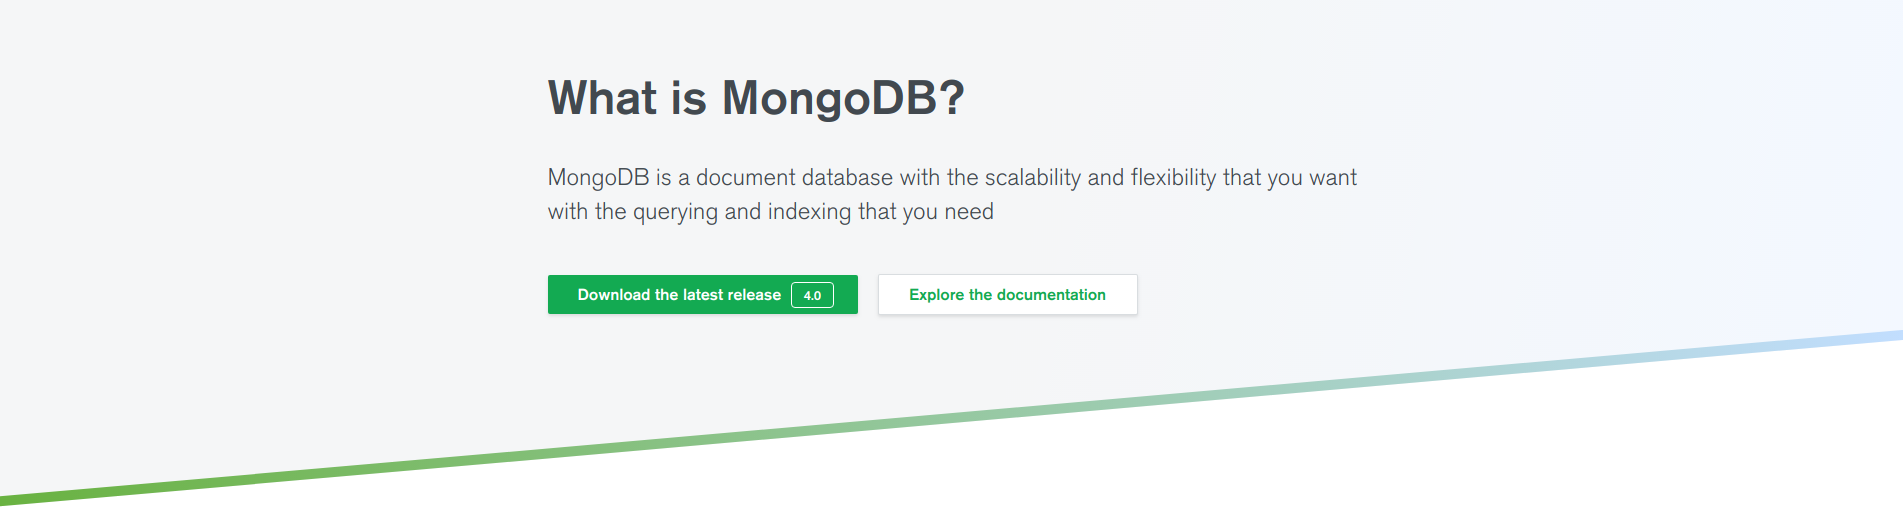 What is MongoDB?
MongoDB is a document database with the scalability and flexibility that you want
with the querying and indexing that you need
Download the latest release 4.0 Explore the documentation